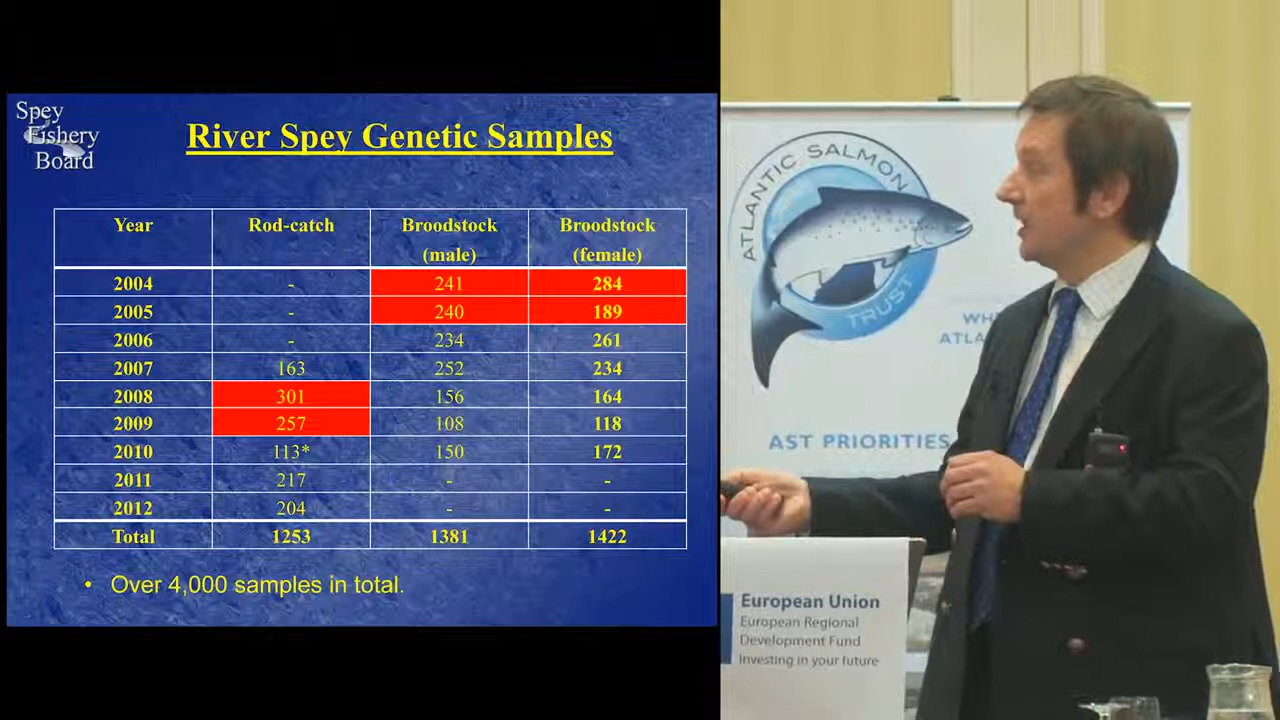 Spey
Fishery
Board
River Spey Genetic Samples
Year Rod-catch Broodstock (male) Broodstock (female)
2004 - 241 284
2005 - 240 189
2006 - 234 261
2007 163 252 234
2008 301 156 164
2009 257 108 118
2010 113* 150 172
2011 217 - -
2012 204 - -
Total 1253 1381 1422
• Over 4,000 samples in total.
ATLANTIC SALMON
TRUST
AST PRIORITIES
European Union
European Regional
Development Fund
Investing in your future